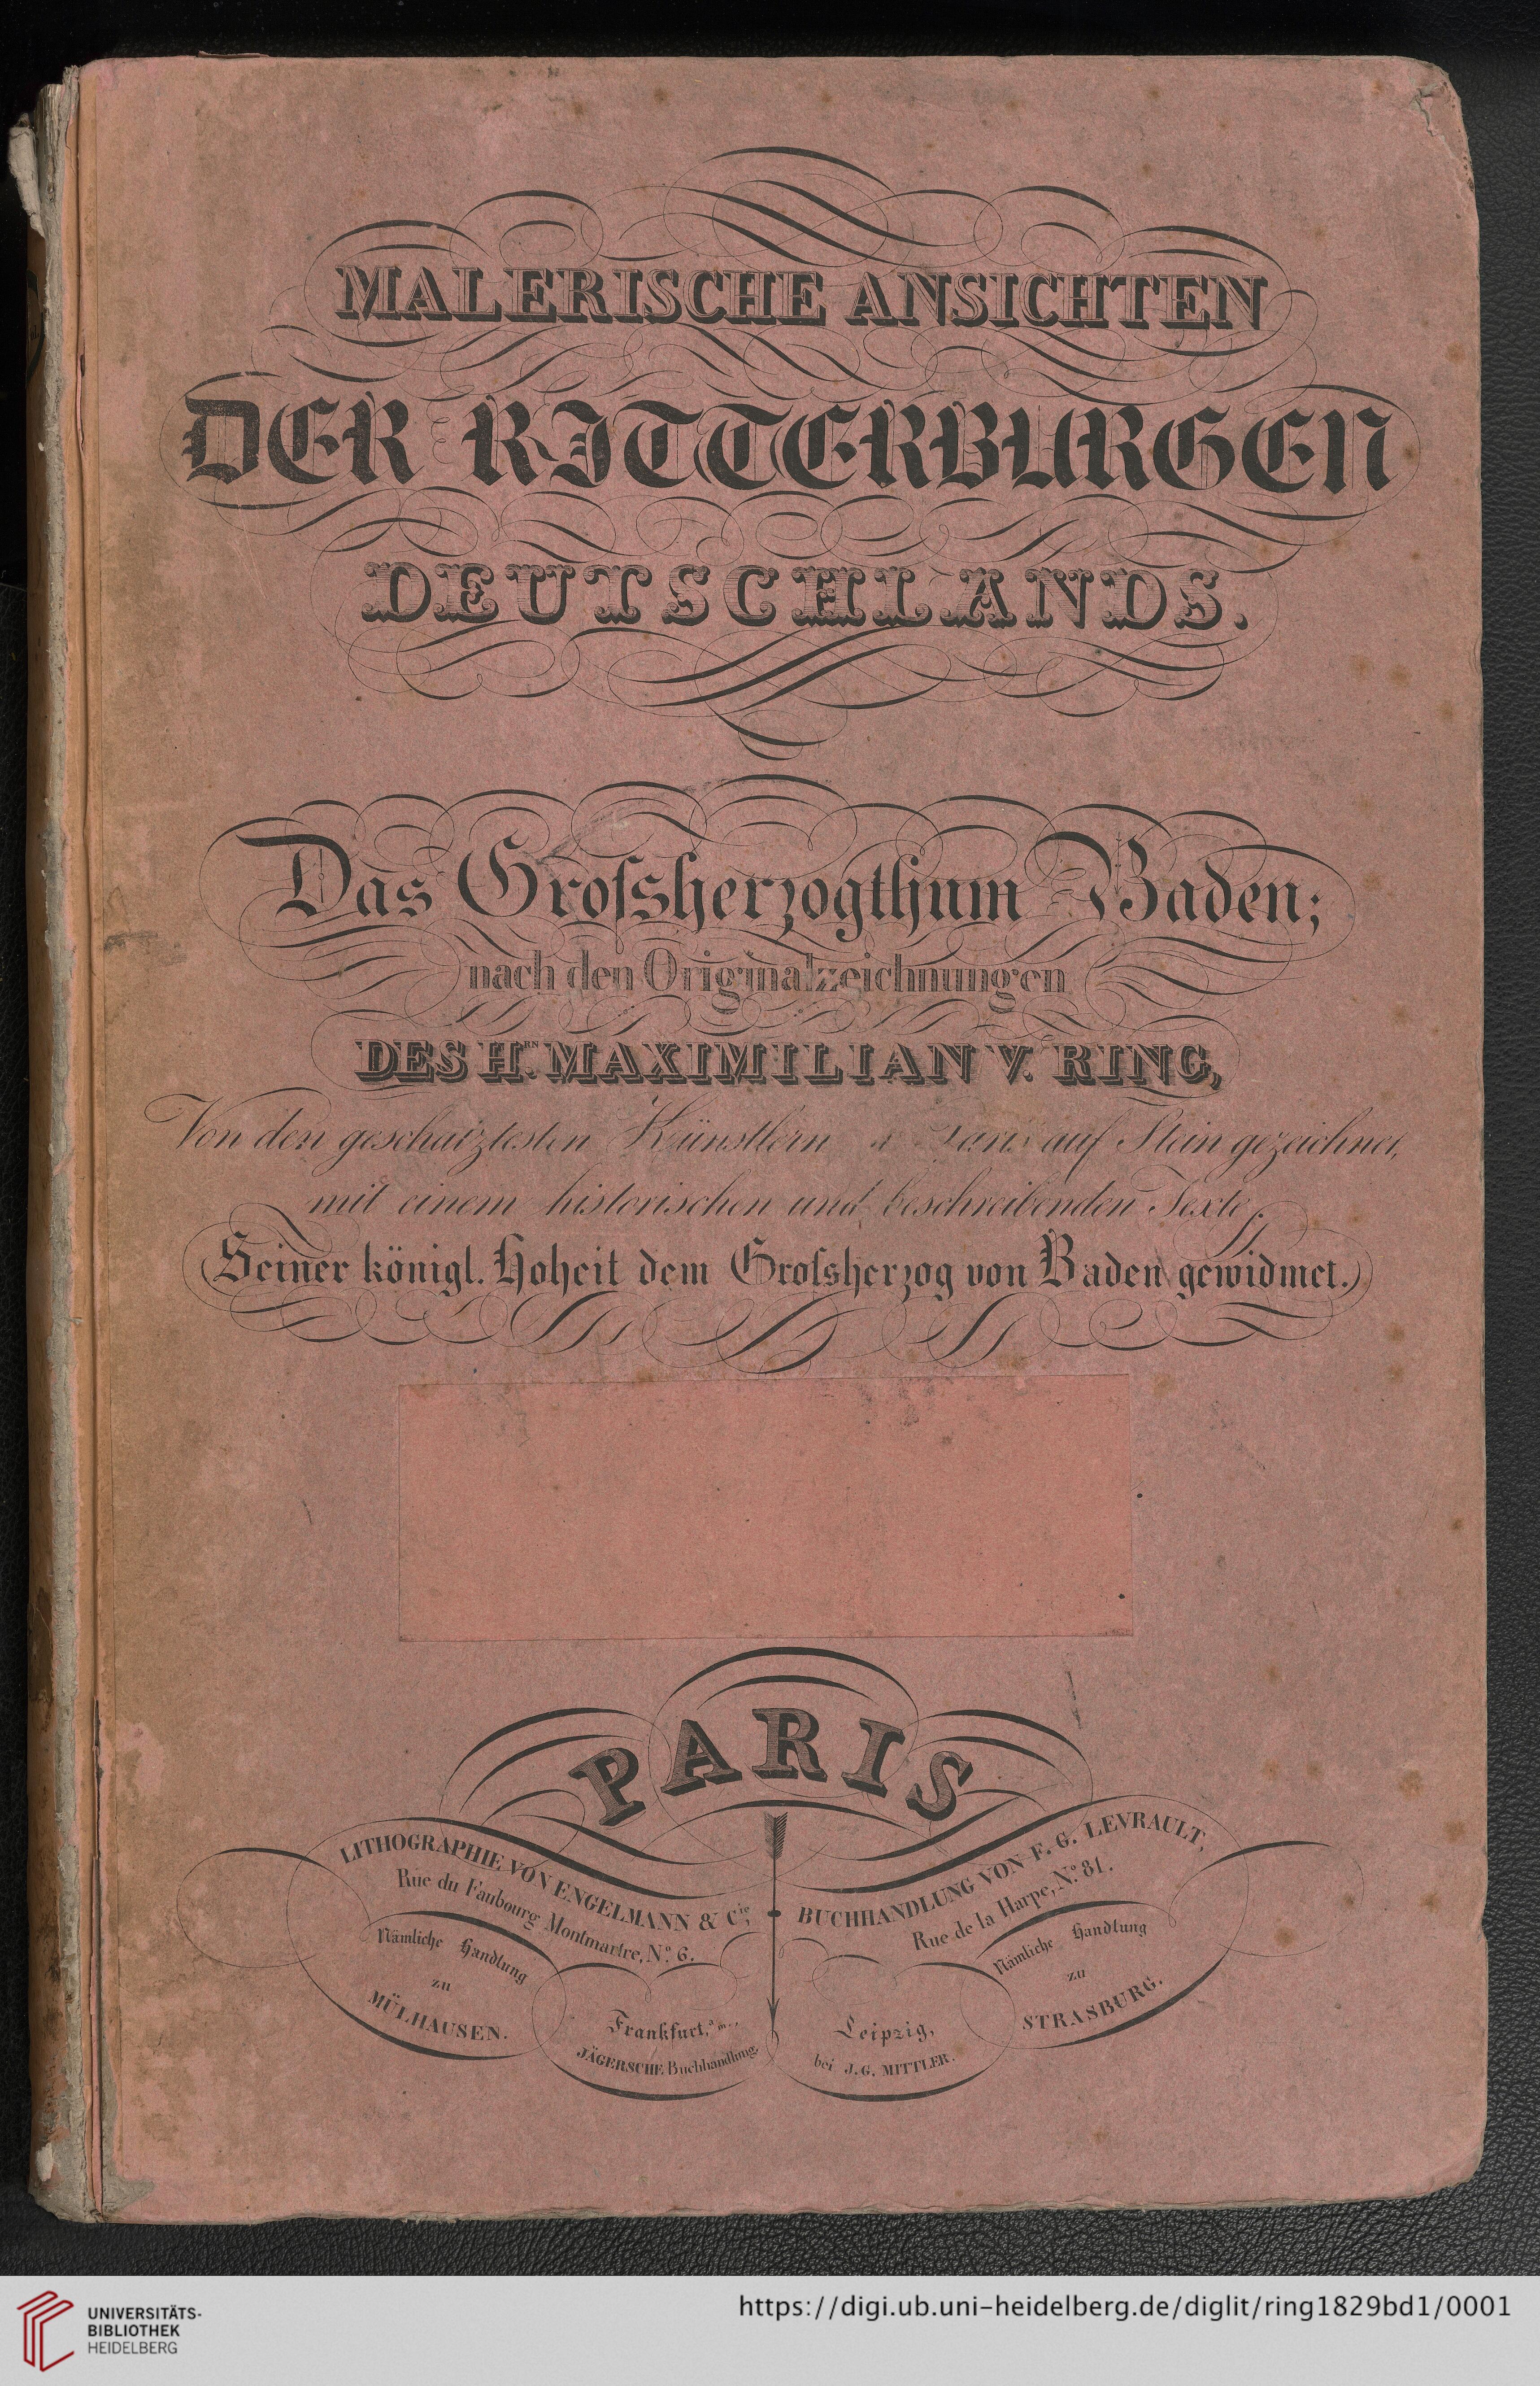 MALERISCHE ANSICHTEN
DER RITTERBURGEN
DEUTSCHLANDS.
Das Groſsherzogthum Baden;
nach den Originalzeichnungen
DES H.RN MAXIMILIAN V. RING,
Von den geschätztesten Künstlern Paris auf Stein gezeichnet,
mit einem historischen und beschreibenden Texte.
(Seiner königl. Hoheit dem Groſsherzog von Baden gewidmet.)
PARIS
LITHOGRAPHIE VON ENGELMANN & C.ie,
Rue du Faubourg Montmartre, N.º 6.
Nämliche Handlung
zu
MÜLHAUSEN.
BUCHHANDLUNG VON F. G. LEVRAULT,
Rue de la Harpe, N.º 81.
Nämliche Handlung
zu
STRASBURG.
Frankfurt,
JÄGERSCHE Buchhandlung.
Leipzig,
bei J. G. MITTLER.
UNIVERSITÄTS-
BIBLIOTHEK
HEIDELBERG
https://digi.ub.uni-heidelberg.de/diglit/ring1829bd1/0001